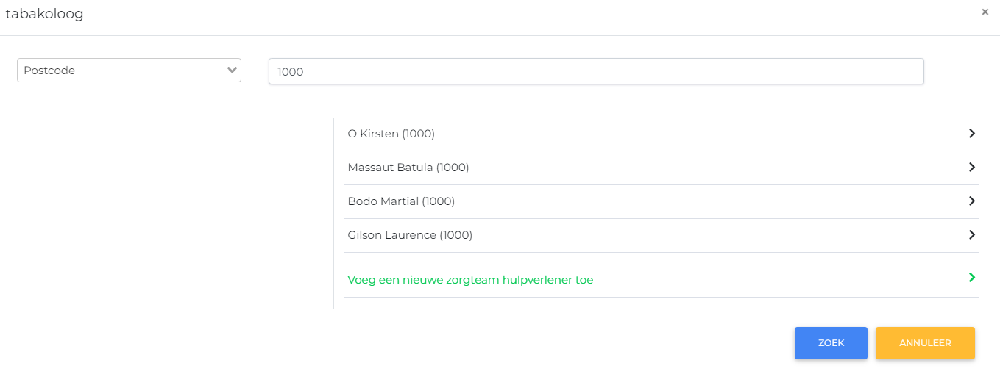 tabakoloog
×
Postcode
1000
O Kirsten (1000)
Massaut Batula (1000)
Bodo Martial (1000)
Gilson Laurence (1000)
Voeg een nieuwe zorgteam hulpverlener toe
ZOEK
ANNULEER